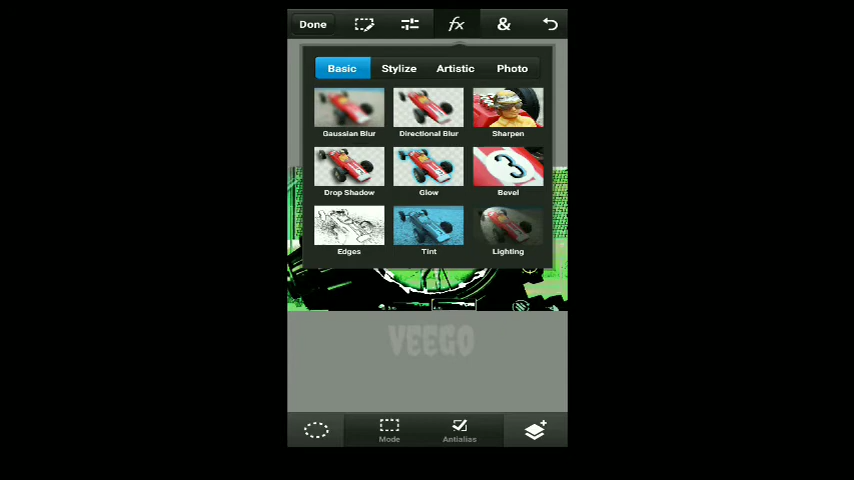 Done fx &
Basic Stylize Artistic Photo
Gaussian Blur Directional Blur Sharpen
3
Drop Shadow Glow Bevel
Edges Tint Lighting
VEEGO
Mode Antialias